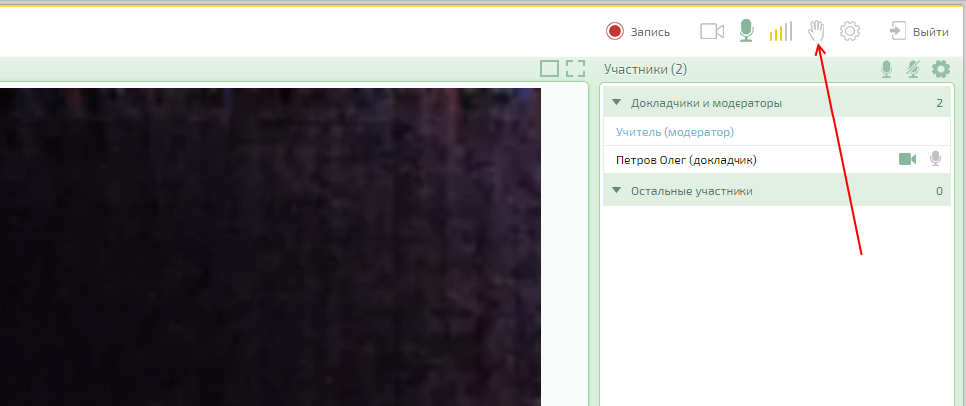 Запись
Выйти
Участники (2)
Докладчики и модераторы 2
Учитель (модератор)
Петров Олег (докладчик)
Остальные участники 0